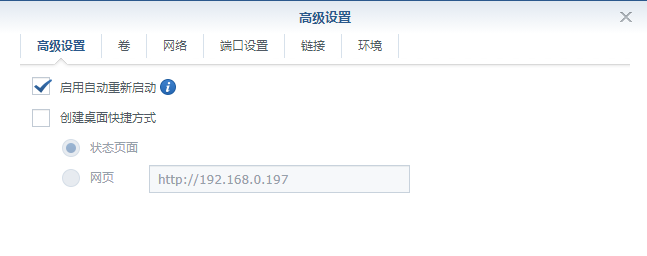 高级设置
高级设置 卷 网络 端口设置 链接 环境
启用自动重新启动
创建桌面快捷方式
状态页面
网页 http://192.168.0.197